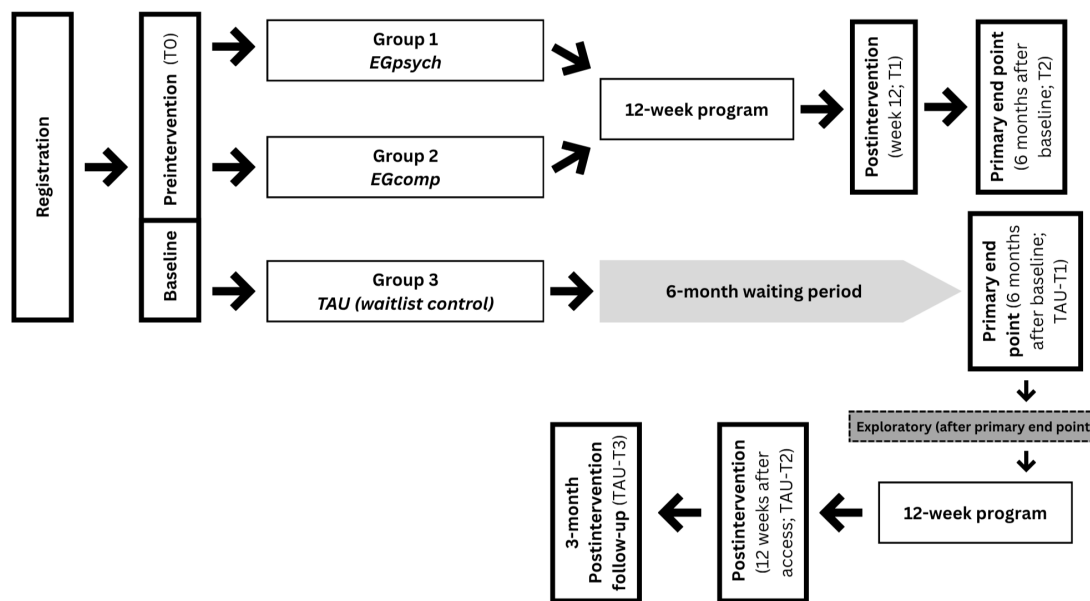 Registration
Preintervention (TO)
Baseline
Group 1
EGpsych
Group 2
EGcomp
Group 3
TAU (waitlist control)
12-week program
6-month waiting period
Postintervention
(week 12; T1)
Primary end point
(6 months after
baseline; T2)
Primary end
point (6 months
after baseline;
TAU-T1)
Exploratory (after primary end point
12-week program
Postintervention
(12 weeks after
access; TAU-T2)
3-month
Postintervention
follow-up (TAU-T3)